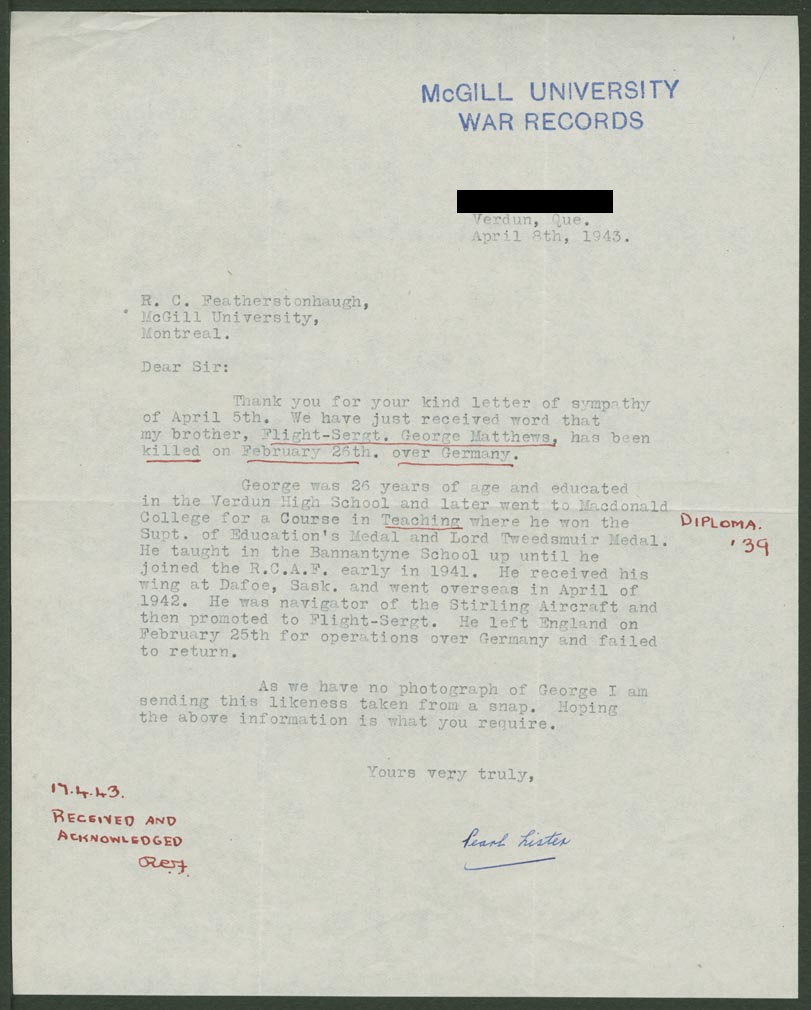 McGILL UNIVERSITY
WAR RECORDS
Verdun, Que.
April 8th, 1943.
R. C. Featherstonhaugh,
McGill University,
Montreal.
Dear Sir:
Thank you for your kind letter of sympathy
of April 5th. We have just received word that
my brother, Flight-Sergt. George Matthews, has been
killed on February 26th. over Germany.
George was 26 years of age and educated
in the Verdun High School and later went to Macdonald
College for a Course in Teaching where he won the
Supt. of Education's Medal and Lord Tweedsmuir Medal.
DIPLOMA.
'39
He taught in the Bannantyne School up until he
joined the R.C.A.F. early in 1941. He received his
wing at Dafoe, Sask. and went overseas in April of
1942. He was navigator of the Stirling Aircraft and
then promoted to Flight-Sergt. He left England on
February 25th for operations over Germany and failed
to return.
As we have no photograph of George I am
sending this likeness taken from a snap. Hoping
the above information is what you require.
Yours very truly,
Pearl Lister
17.4.43.
RECEIVED AND
ACKNOWLEDGED
RCF